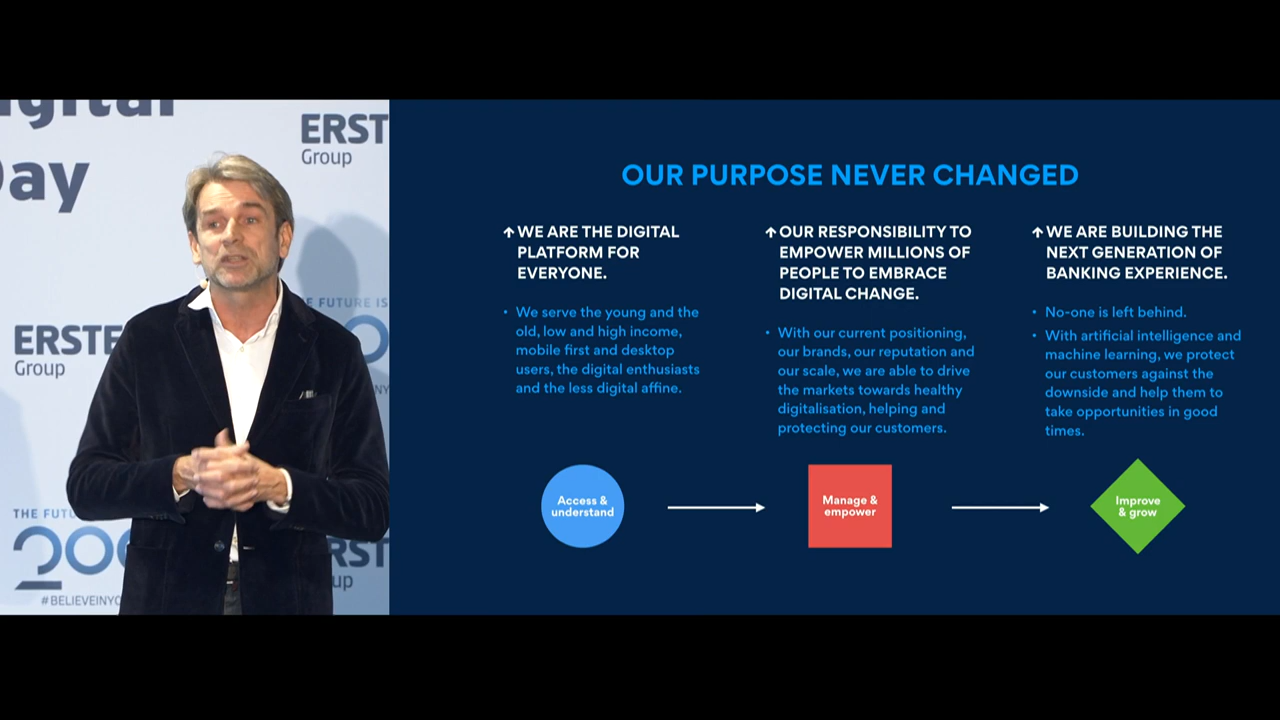 Day
ERST
Group
ERSTE
Group
E FUTURE IS
THE FUTU
200
#BELIEVEINYO
RST
up
OUR PURPOSE NEVER CHANGED
↑ WE ARE THE DIGITAL
PLATFORM FOR
EVERYONE.
• We serve the young and the
old, low and high income,
mobile first and desktop
users, the digital enthusiasts
and the less digital affine.
↑ OUR RESPONSIBILITY TO
EMPOWER MILLIONS OF
PEOPLE TO EMBRACE
DIGITAL CHANGE.
• With our current positioning,
our brands, our reputation and
our scale, we are able to drive
the markets towards healthy
digitalisation, helping and
protecting our customers.
↑ WE ARE BUILDING THE
NEXT GENERATION OF
BANKING EXPERIENCE.
• No-one is left behind.
• With artificial intelligence and
machine learning, we protect
our customers against the
downside and help them to
take opportunities in good
times.
Access &
understand
Manage &
empower
Improve
& grow